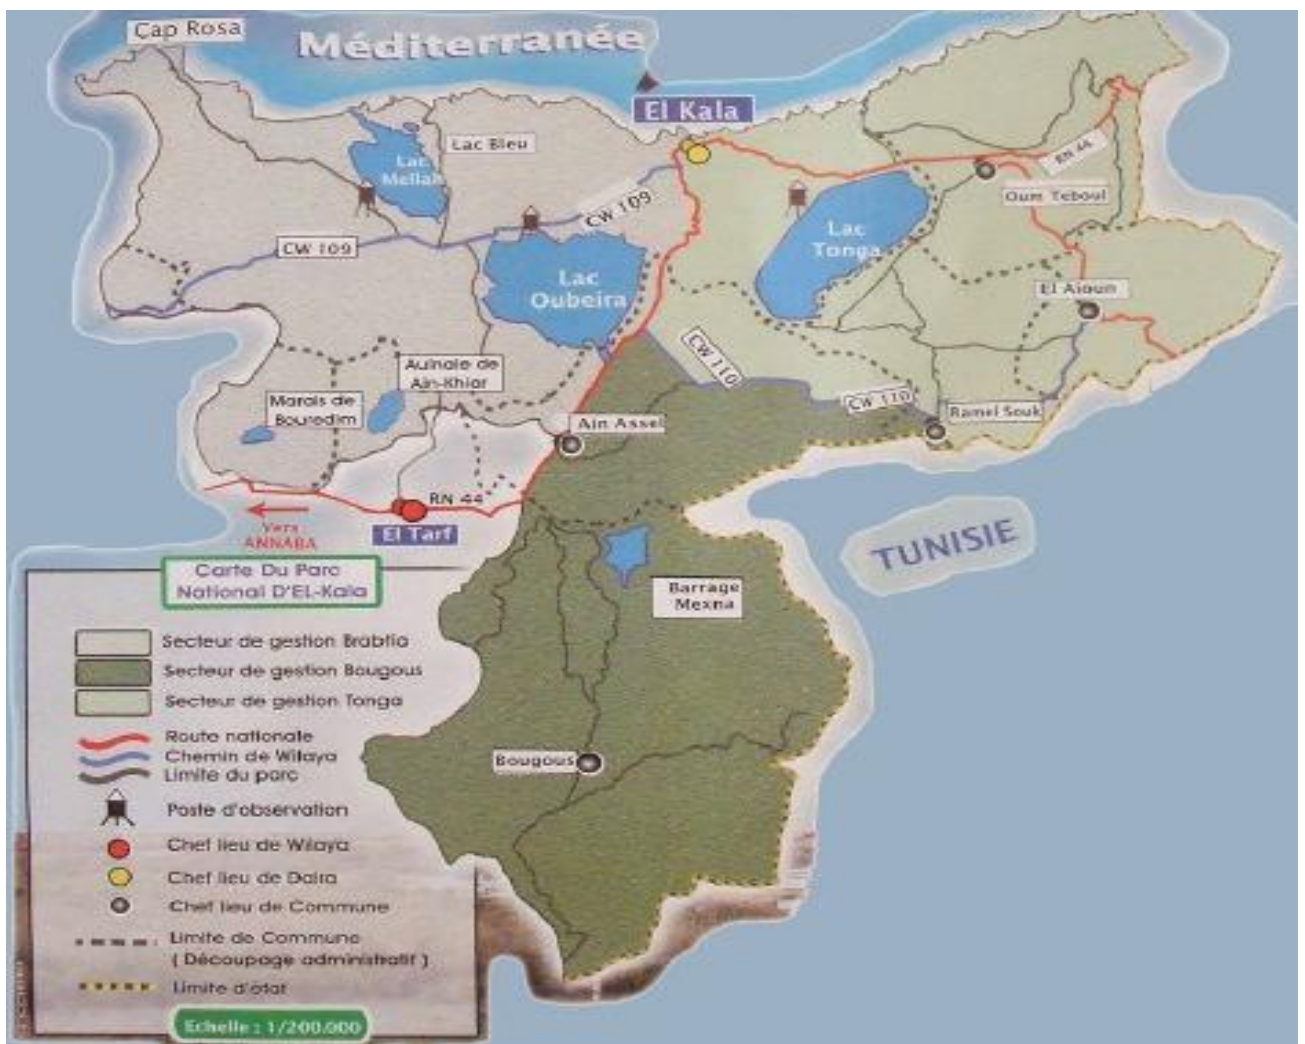 Cap Rosa
Méditerranée
El Kala
Lac Bleu
Lac
Mellah
CW 109
CW 109
RN 44
Oum Teboul
Lac
Tonga
Lac
Oubeira
El Aioun
CW 110
CW 110
Aulnaie de
Ain-Khiar
Marais de
Bouredim
Ain Assel
Ramel Souk
RN 44
El Tarf
Vers
ANNABA
TUNISIE
Barrage
Mexna
Bougous
Carte Du Parc
National D'EL-Kala
Secteur de gestion Brabtia
Secteur de gestion Bougous
Secteur de gestion Tonga
Route nationale
Chemin de Wilaya
Limite du parc
Poste d'observation
Chef lieu de Wilaya
Chef lieu de Daira
Chef lieu de Commune
Limite de Commune
( Découpage administratif )
Limite d'état
Echelle : 1/200.000